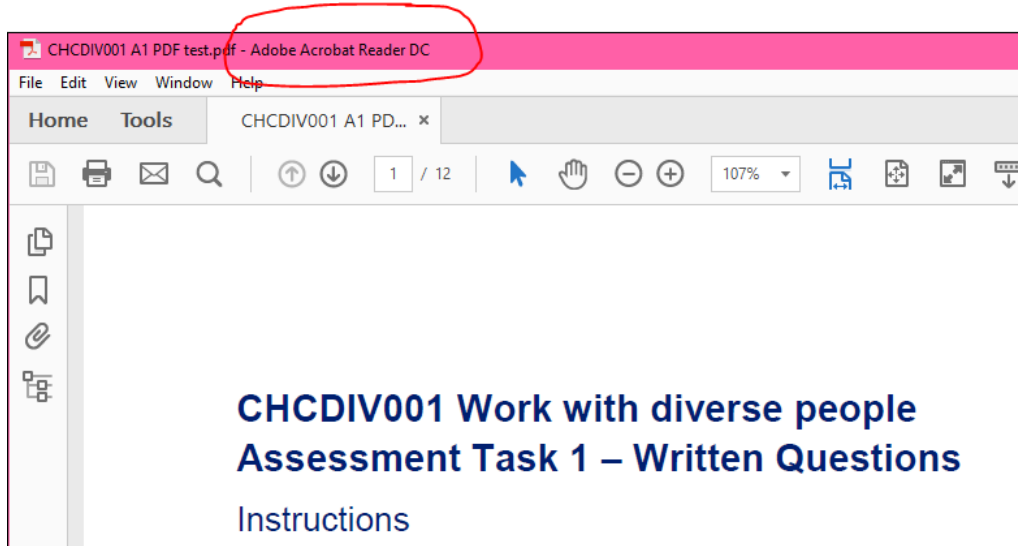 CHCDIV001 A1 PDF test.pdf - Adobe Acrobat Reader DC
File Edit View Window Help
Home Tools CHCDIV001 A1 PD... ×
1 / 12 107%
CHCDIV001 Work with diverse people
Assessment Task 1 – Written Questions
Instructions